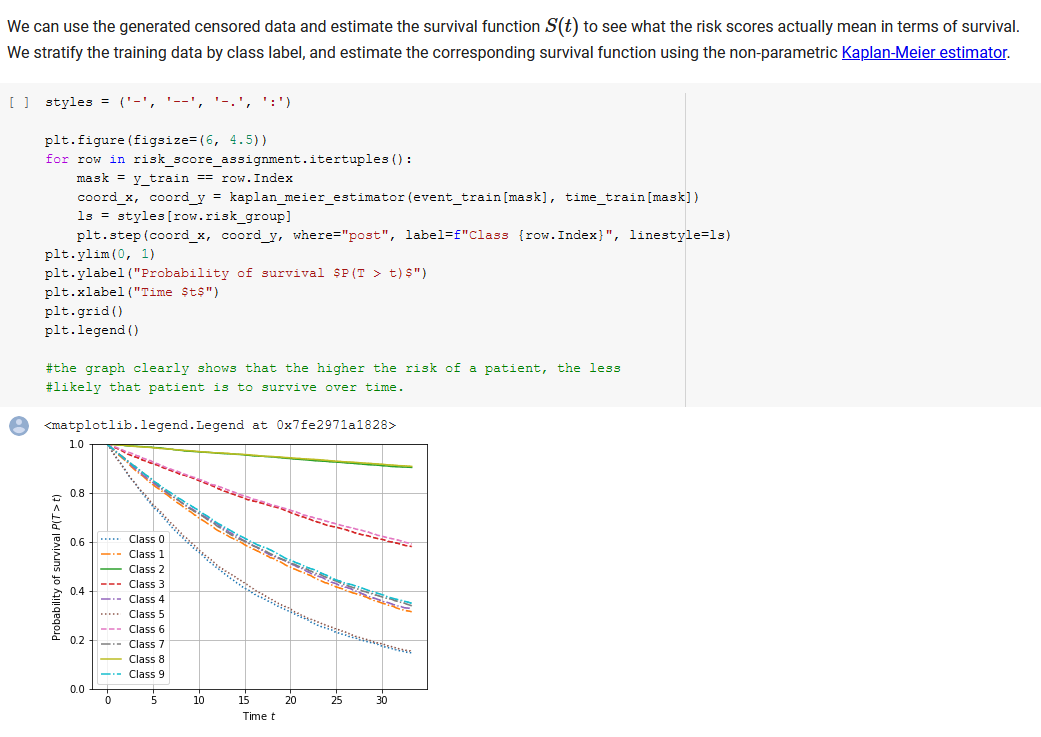 We can use the generated censored data and estimate the survival function S(t) to see what the risk scores actually mean in terms of survival.
We stratify the training data by class label, and estimate the corresponding survival function using the non-parametric Kaplan-Meier estimator.
[ ] styles = ('-', '--', '-.', ':')
plt.figure(figsize=(6, 4.5))
for row in risk_score_assignment.itertuples():
    mask = y_train == row.Index
    coord_x, coord_y = kaplan_meier_estimator(event_train[mask], time_train[mask])
    ls = styles[row.risk_group]
    plt.step(coord_x, coord_y, where="post", label=f"Class {row.Index}", linestyle=ls)
plt.ylim(0, 1)
plt.ylabel("Probability of survival $P(T > t)$")
plt.xlabel("Time $t$")
plt.grid()
plt.legend()
#the graph clearly shows that the higher the risk of a patient, the less
#likely that patient is to survive over time.
<matplotlib.legend.Legend at 0x7fe2971a1828>
1.0
0.8
0.6
0.4
0.2
0.0
Probability of survival P(T > t)
Class 0
Class 1
Class 2
Class 3
Class 4
Class 5
Class 6
Class 7
Class 8
Class 9
0 5 10 15 20 25 30
Time t